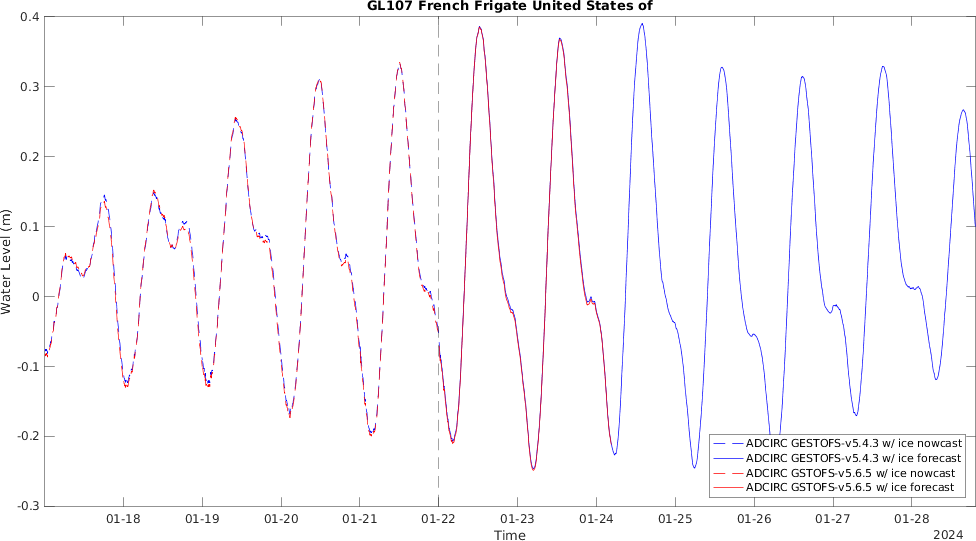 GL107 French Frigate United States of
0.4
0.3
0.2
0.1
0
-0.1
-0.2
-0.3
Water Level (m)
01-18 01-19 01-20 01-21 01-22 01-23 01-24 01-25 01-26 01-27 01-28
Time
2024
ADCIRC GESTOFS-v5.4.3 w/ ice nowcast
ADCIRC GESTOFS-v5.4.3 w/ ice forecast
ADCIRC GSTOFS-v5.6.5 w/ ice nowcast
ADCIRC GSTOFS-v5.6.5 w/ ice forecast